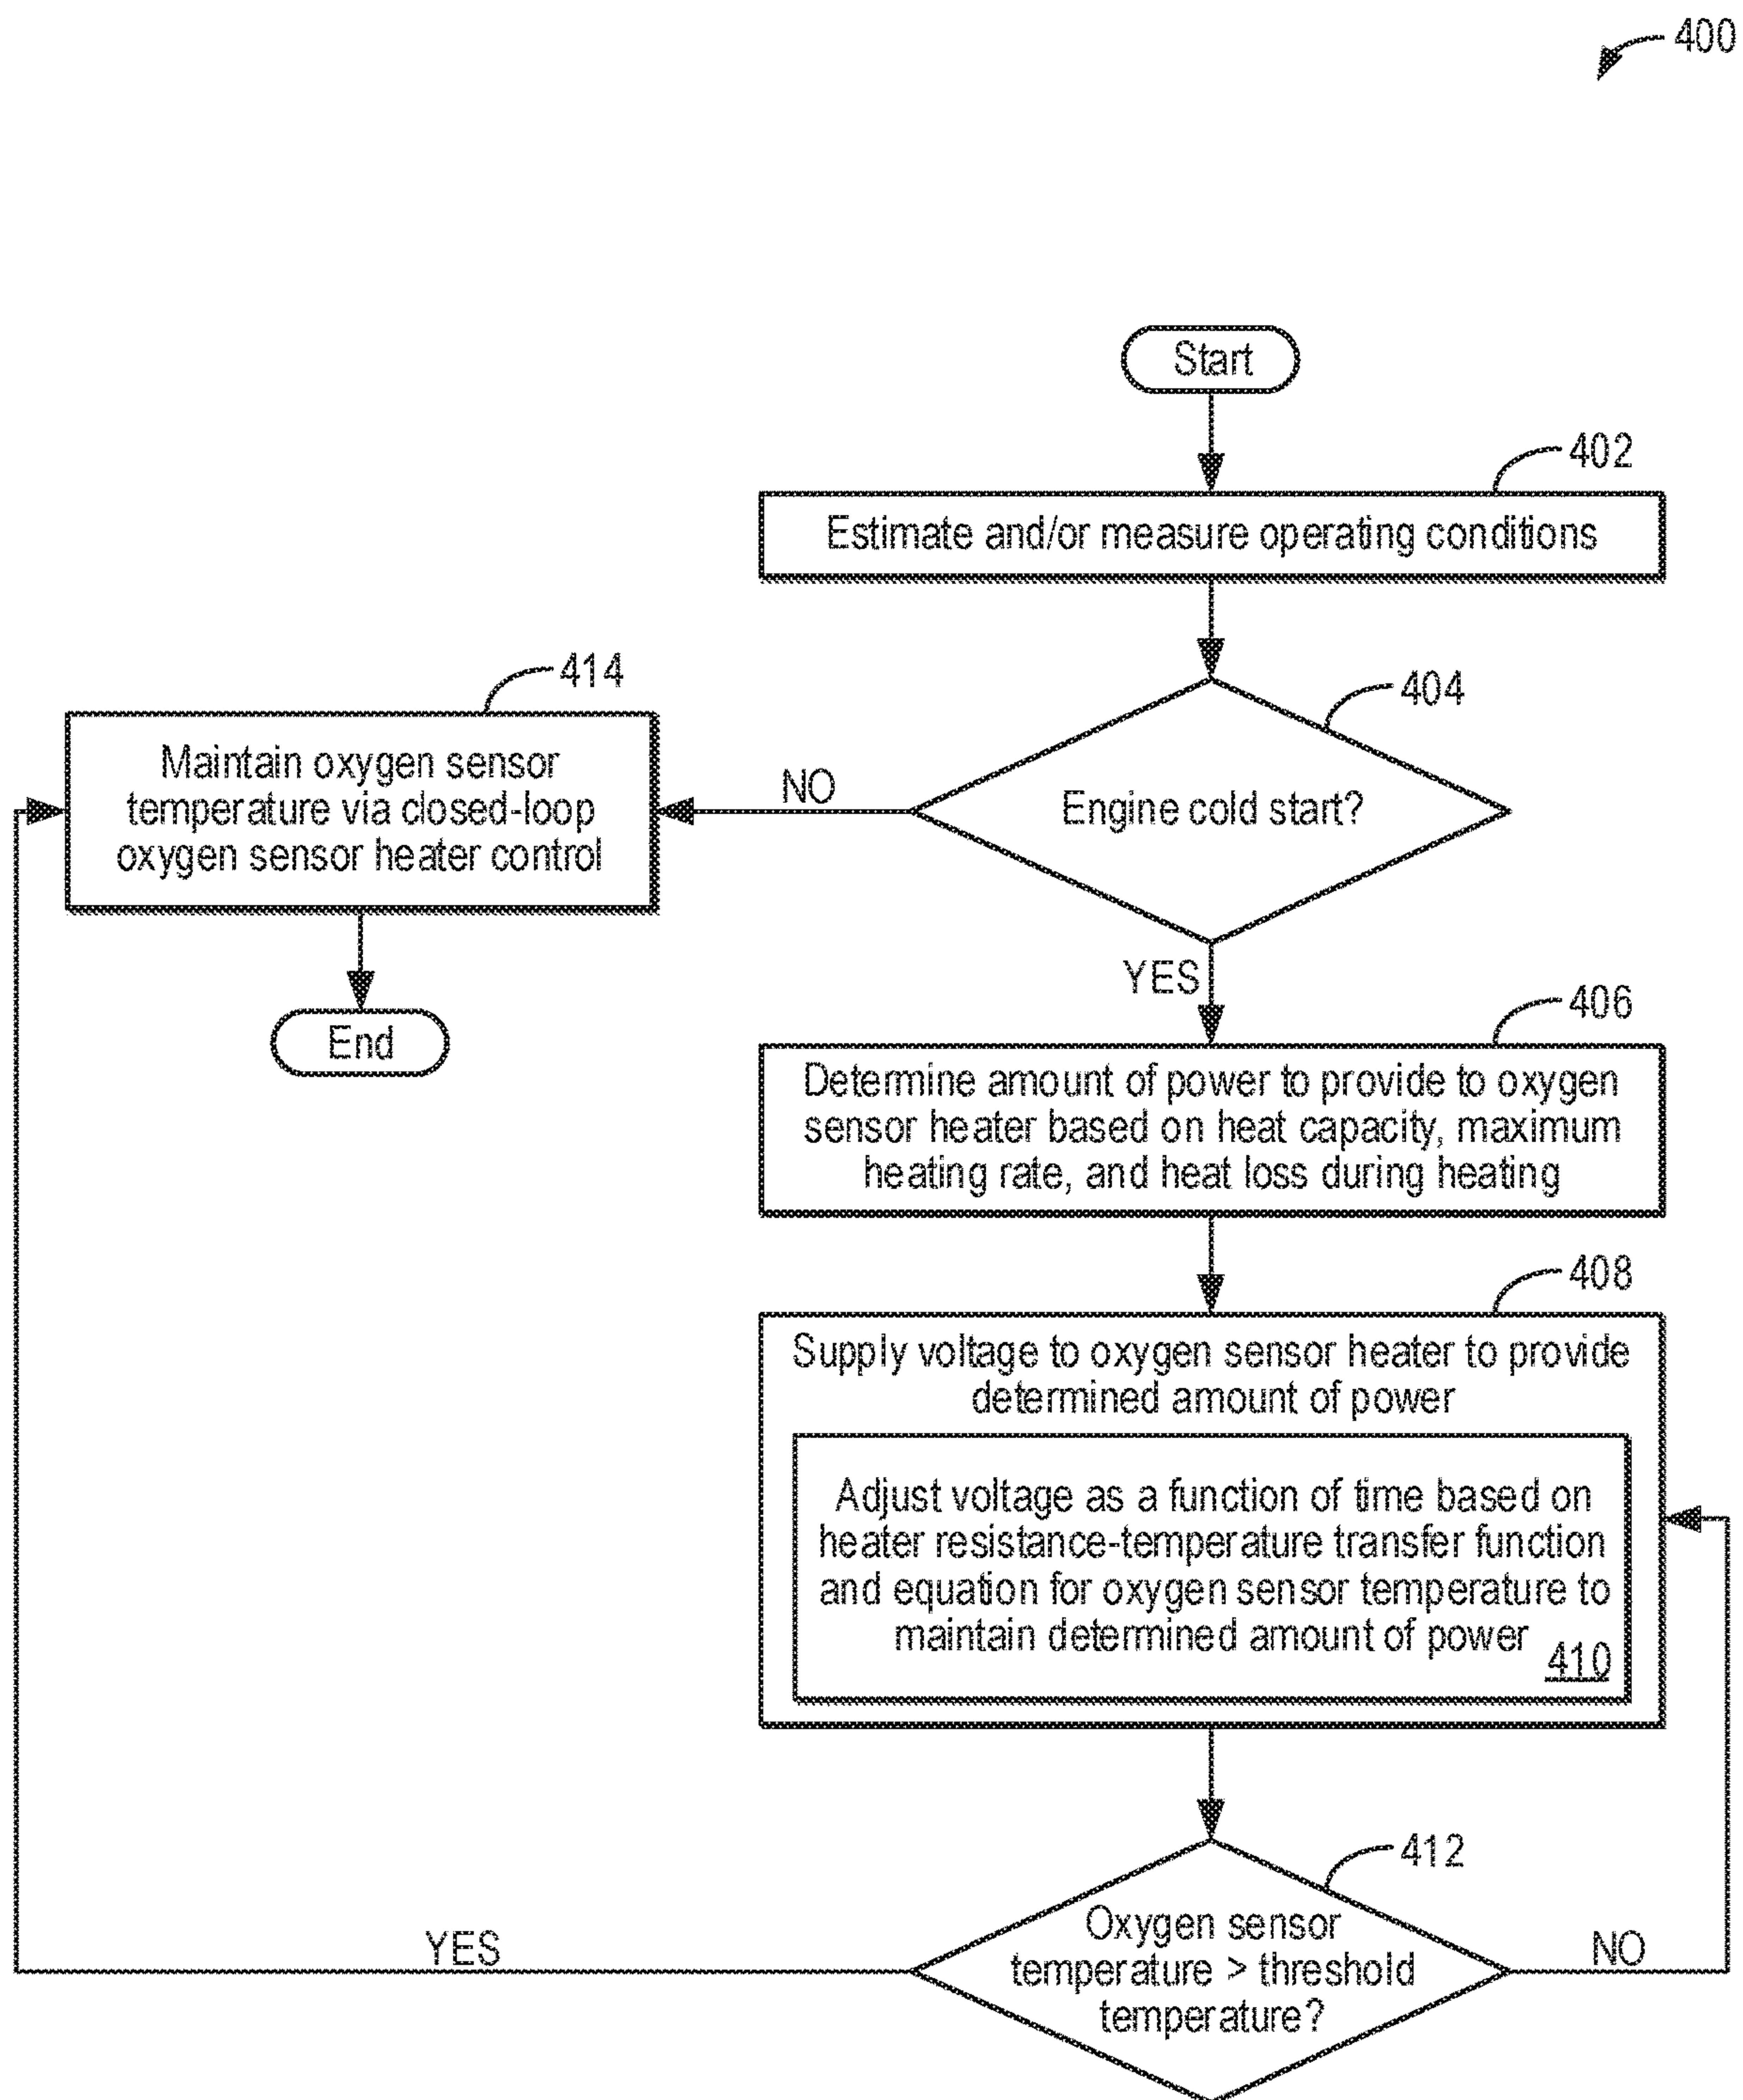 400
Start
402
Estimate and/or measure operating conditions
414
404
Maintain oxygen sensor
temperature via closed-loop
oxygen sensor heater control
NO
Engine cold start?
YES
End
406
Determine amount of power to provide to oxygen
sensor heater based on heat capacity, maximum
heating rate, and heat loss during heating
408
Supply voltage to oxygen sensor heater to provide
determined amount of power
Adjust voltage as a function of time based on
heater resistance-temperature transfer function
and equation for oxygen sensor temperature to
maintain determined amount of power
410
412
Oxygen sensor
temperature > threshold
temperature?
YES
NO